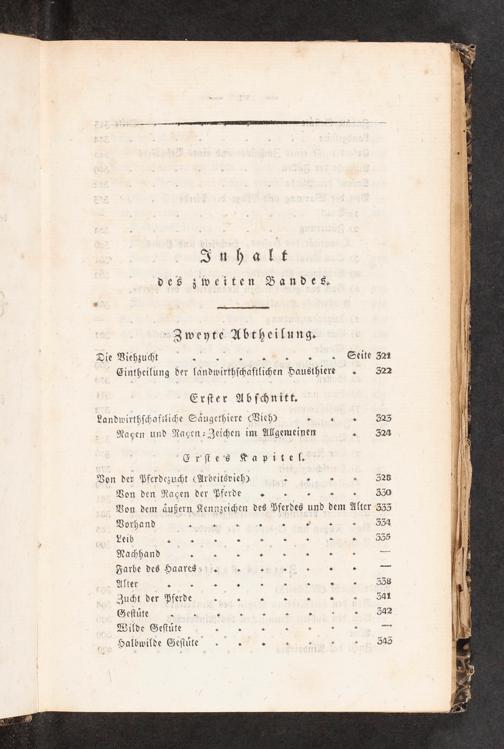 Inhalt
des zweiten Bandes.
Zweyte Abtheilung.
Die Viehzucht . . . . . . . Seite 321
Eintheilung der landwirthschaftlichen Hausthiere . 322
Erster Abschnitt.
Landwirthschaftliche Säugethiere (Vieh) . . . 323
Raçen und Raçen-Zeichen im Allgemeinen . 324
Erstes Kapitel.
Von der Pferdezucht (Arbeitsvieh) . . . . 328
Von den Raçen der Pferde . . . . . 330
Von dem äußern Kennzeichen des Pferdes und dem Alter 333
Vorhand . . . . . . . . 334
Leib . . . . . . . . . 335
Nachhand . . . . . . . . —
Farbe des Haares . . . . . . . —
Alter . . . . . . . . . 338
Zucht der Pferde . . . . . . . 341
Gestüte . . . . . . . . 342
Wilde Gestüte . . . . . . . —
Halbwilde Gestüte . . . . . . . 343